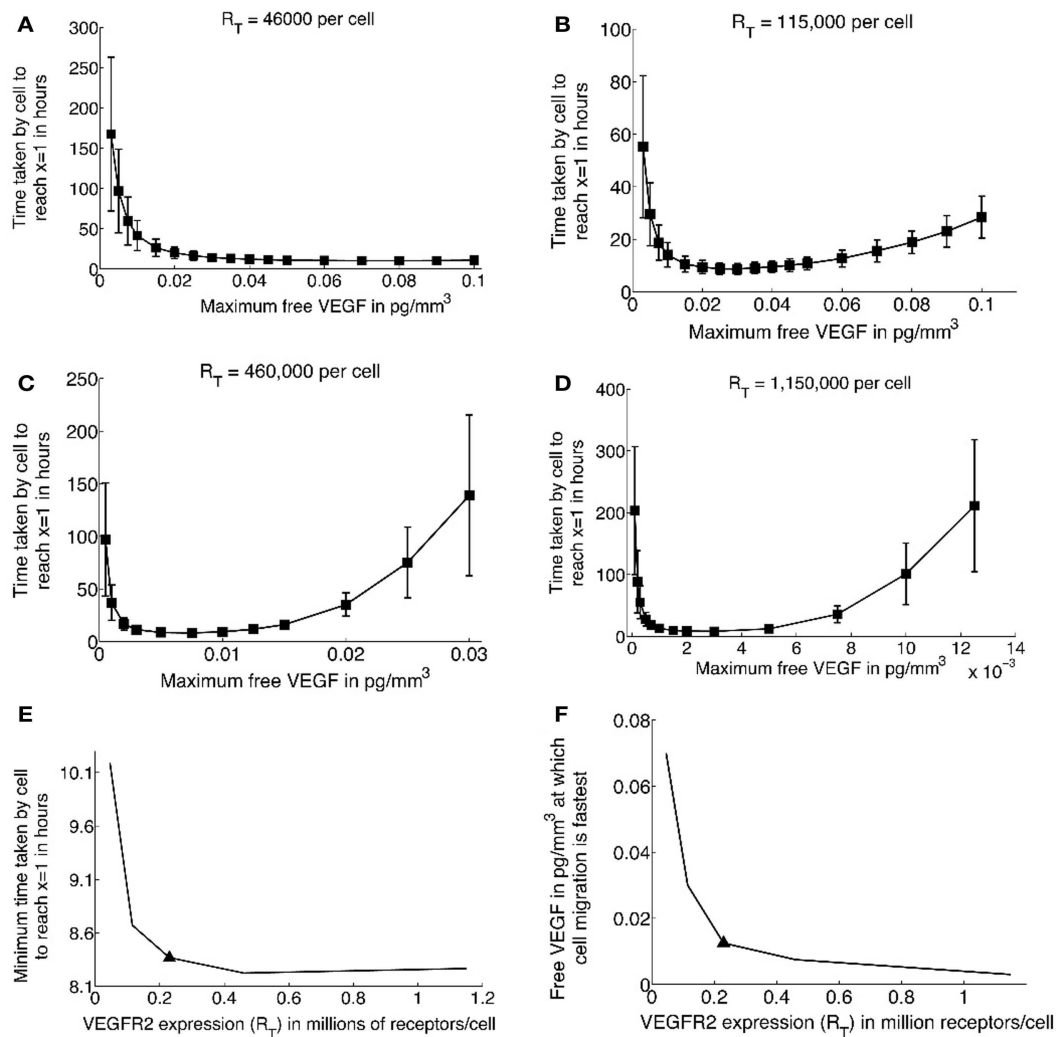 A
R_T = 46000 per cell
Time taken by cell to
reach x=1 in hours
300
250
200
150
100
50
0
0
0.02
0.04
0.06
0.08
0.1
Maximum free VEGF in pg/mm³
B
R_T = 115,000 per cell
Time taken by cell to
reach x=1 in hours
100
80
60
40
20
0
0
0.02
0.04
0.06
0.08
0.1
Maximum free VEGF in pg/mm³
C
R_T = 460,000 per cell
Time taken by cell to
reach x=1 in hours
250
200
150
100
50
0
0
0.01
0.02
0.03
Maximum free VEGF in pg/mm³
D
R_T = 1,150,000 per cell
Time taken by cell to
reach x=1 in hours
400
300
200
100
0
0
2
4
6
8
10
12
14
Maximum free VEGF in pg/mm³
x 10⁻³
E
Minimum time taken by cell
to reach x=1 in hours
10.1
9.6
9.1
8.6
8.1
0
0.2
0.4
0.6
0.8
1
1.2
VEGFR2 expression (R_T) in millions of receptors/cell
F
Free VEGF in pg/mm³ at which
cell migration is fastest
0.08
0.06
0.04
0.02
0
0
0.2
0.4
0.6
0.8
1
VEGFR2 expression (R_T) in million receptors/cell